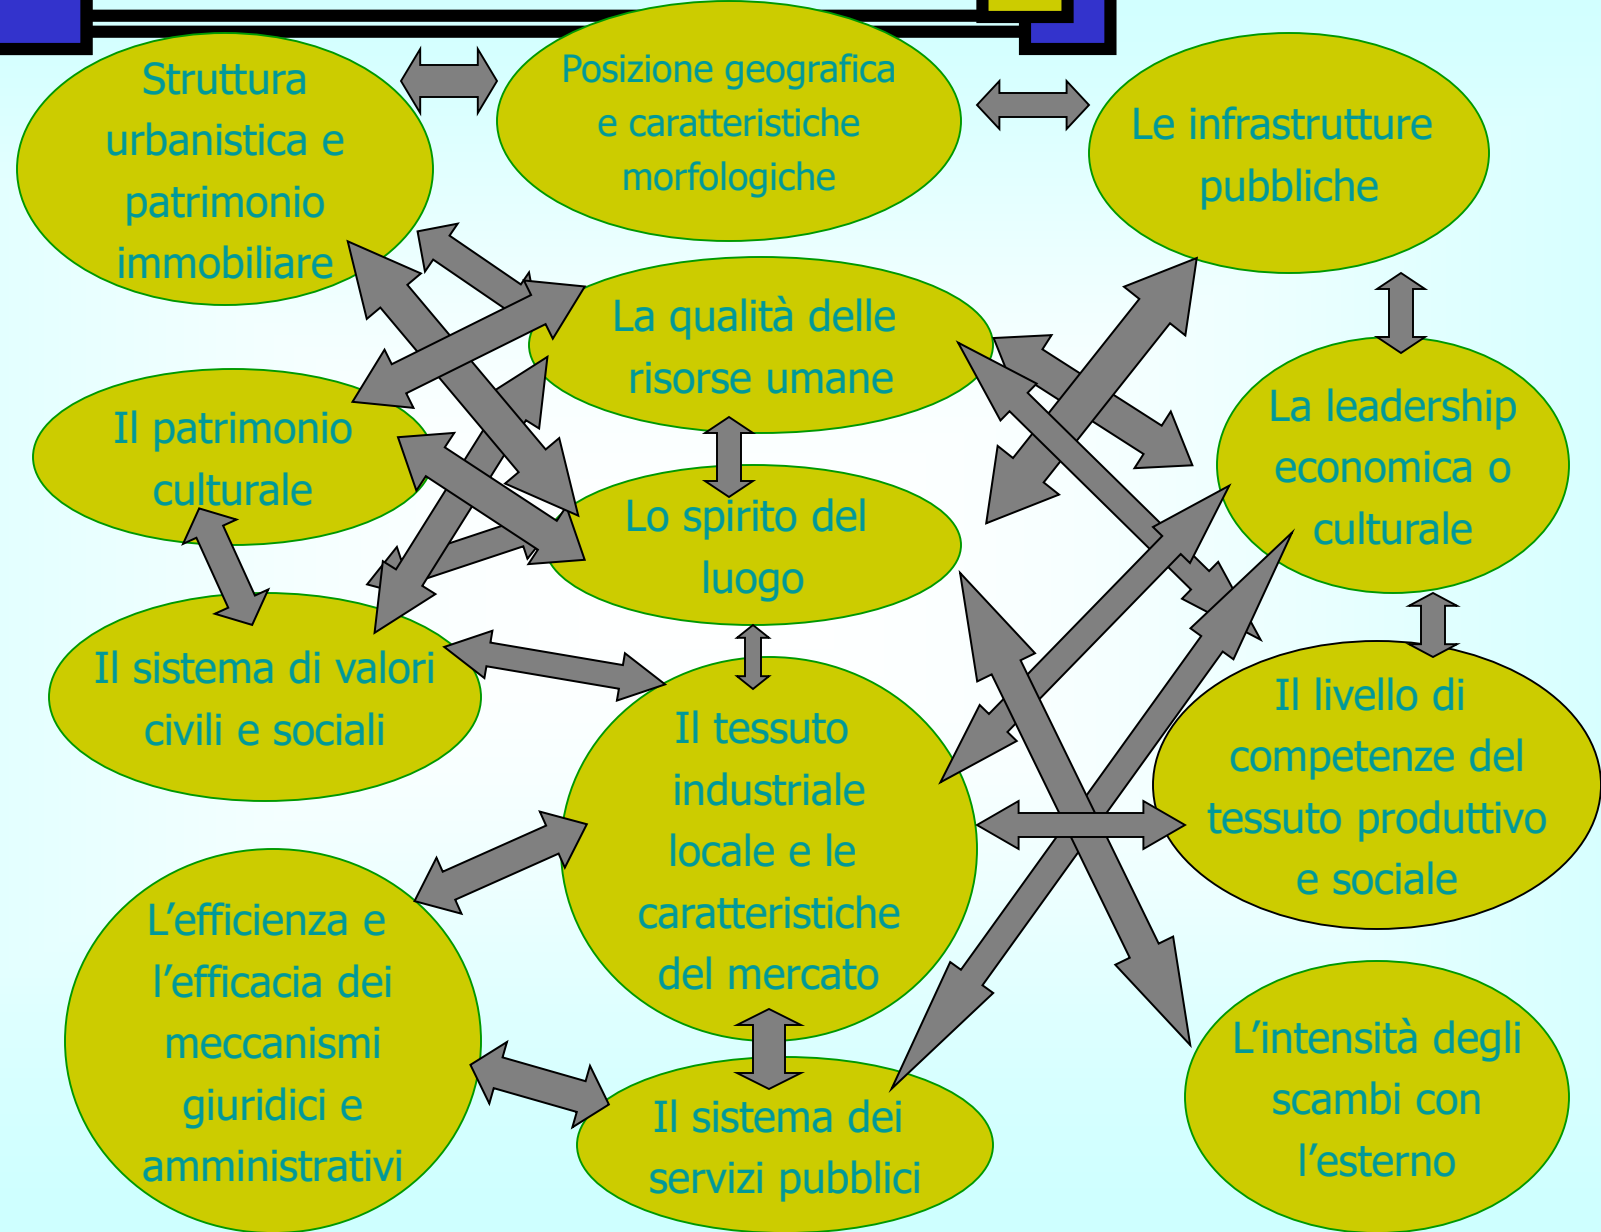 Struttura
urbanistica e
patrimonio
immobiliare
Posizione geografica
e caratteristiche
morfologiche
Le infrastrutture
pubbliche
La qualità delle
risorse umane
La leadership
economica o
culturale
Il patrimonio
culturale
Lo spirito del
luogo
Il sistema di valori
civili e sociali
Il tessuto
industriale
locale e le
caratteristiche
del mercato
Il livello di
competenze del
tessuto produttivo
e sociale
L’efficienza e
l’efficacia dei
meccanismi
giuridici e
amministrativi
Il sistema dei
servizi pubblici
L’intensità degli
scambi con
l’esterno